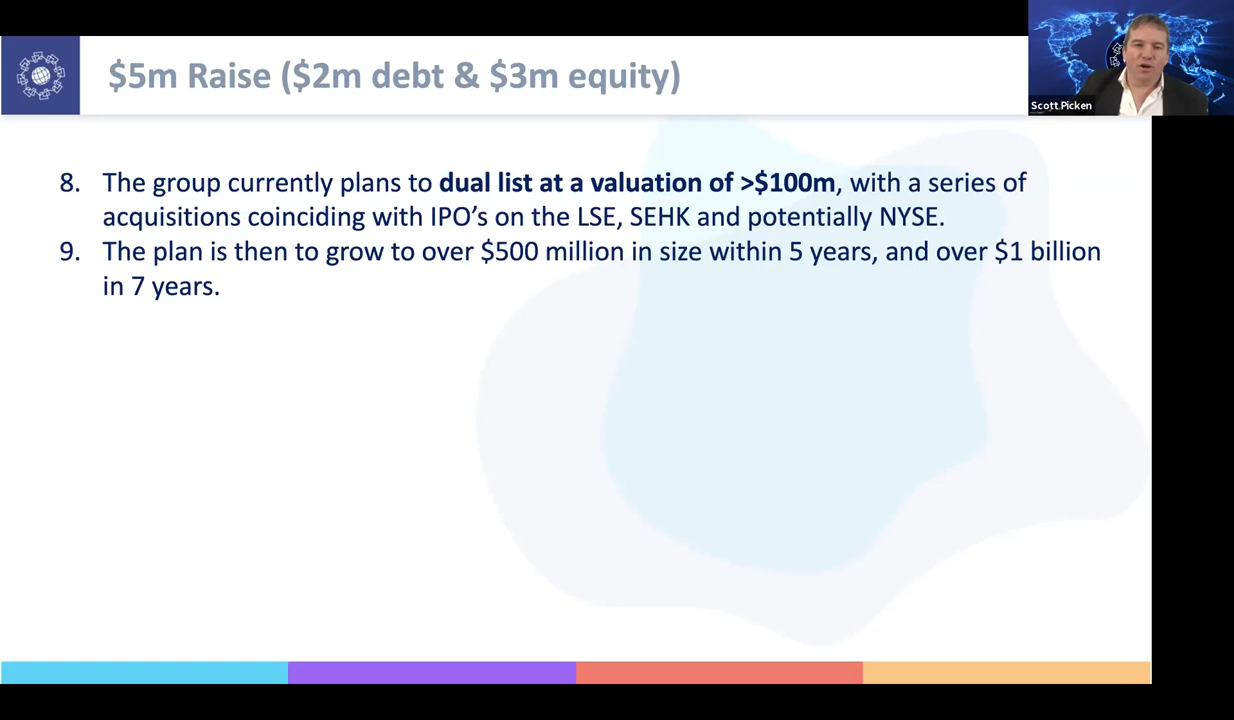 $5m Raise ($2m debt & $3m equity)
Scott Picken
8. The group currently plans to dual list at a valuation of >$100m, with a series of
acquisitions coinciding with IPO’s on the LSE, SEHK and potentially NYSE.
9. The plan is then to grow to over $500 million in size within 5 years, and over $1 billion
in 7 years.